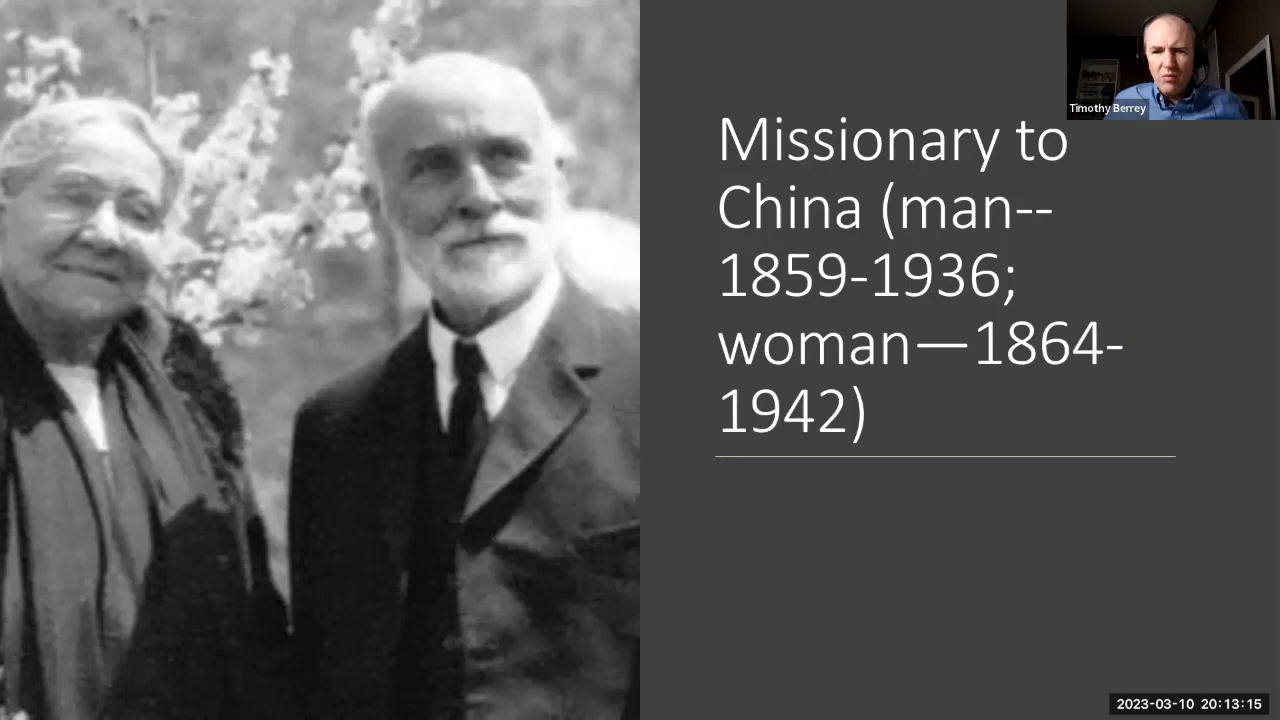 Timothy Berrey
Missionary to
China (man--
1859-1936;
woman—1864-
1942)
2023-03-10 20:13:15